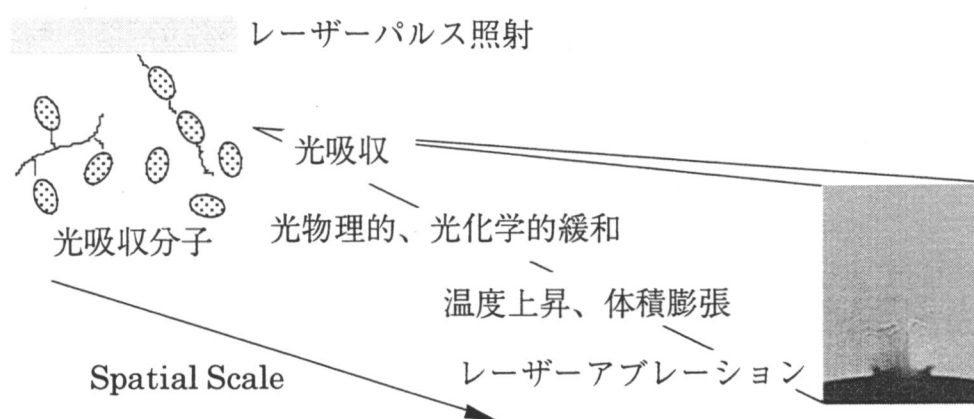 レーザーパルス照射
光吸収
光物理的、光化学的緩和
光吸収分子
温度上昇、体積膨張
レーザーアブレーション
Spatial Scale